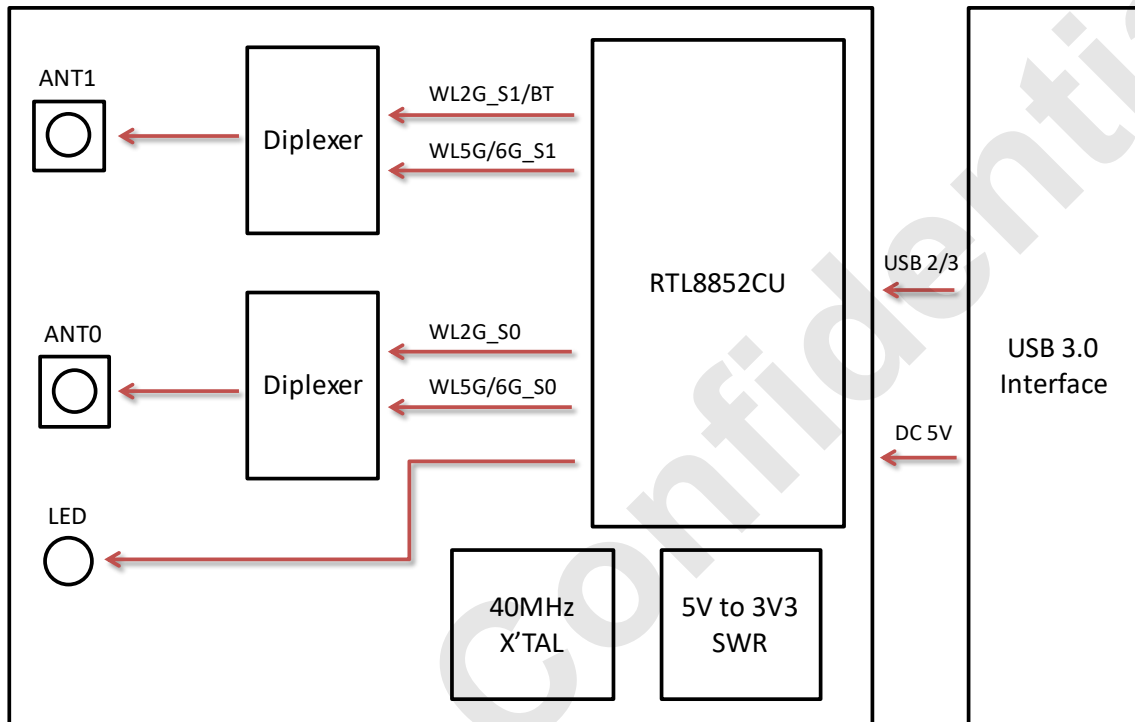 ANT1
Diplexer
WL2G_S1/BT
WL5G/6G_S1
RTL8852CU
USB 2/3
USB 3.0
Interface
DC 5V
ANT0
Diplexer
WL2G_S0
WL5G/6G_S0
LED
40MHz
X'TAL
5V to 3V3
SWR
Confidential